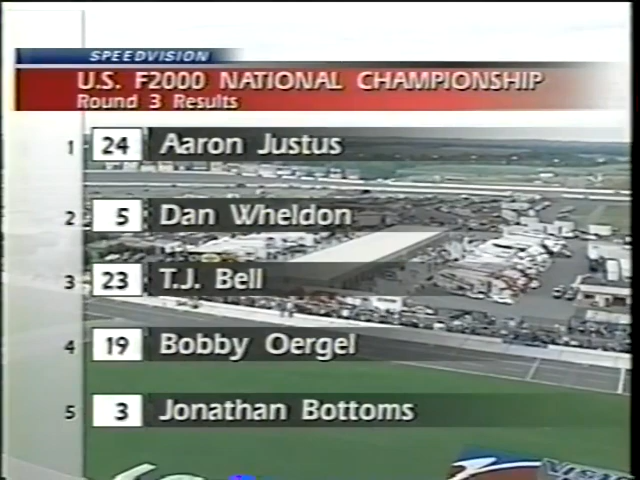 SPEEDVISION
U.S. F2000 NATIONAL CHAMPIONSHIP
Round 3 Results
1 24 Aaron Justus
2 5 Dan Wheldon
3 23 T.J. Bell
4 19 Bobby Oergel
5 3 Jonathan Bottoms